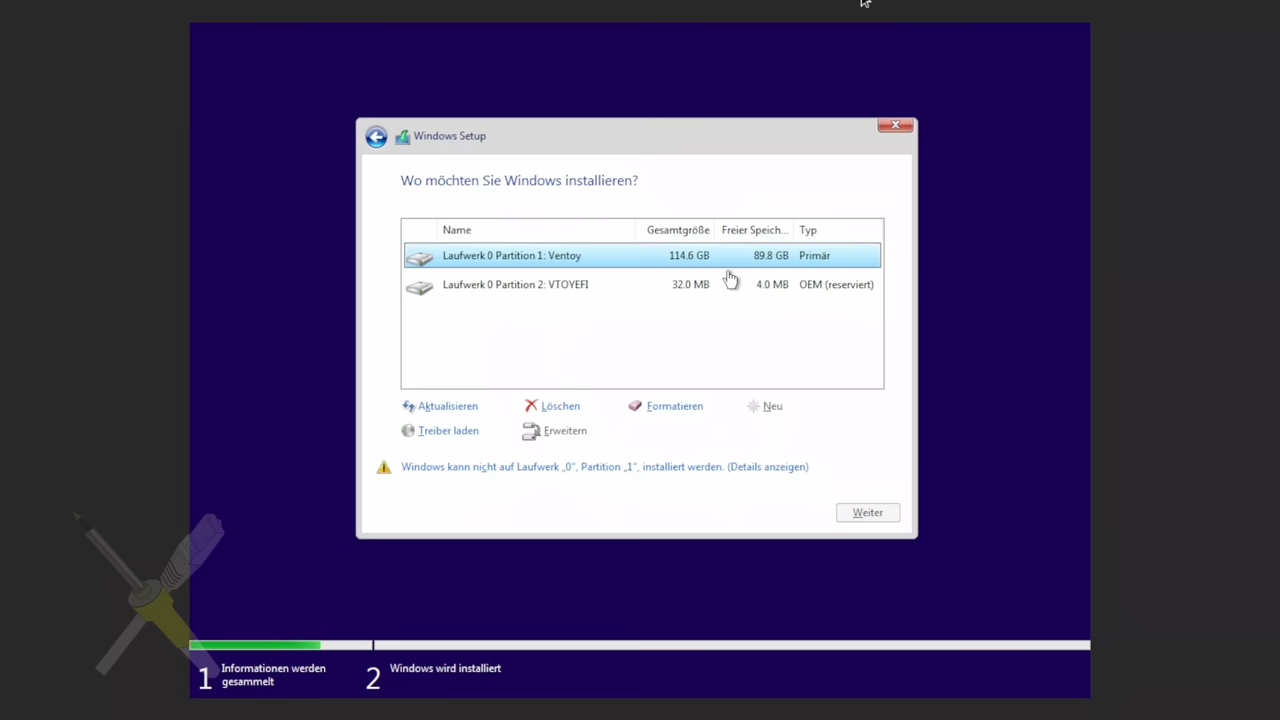 Windows Setup
Wo möchten Sie Windows installieren?
Name Gesamtgröße Freier Speich... Typ
Laufwerk 0 Partition 1: Ventoy 114.6 GB 89.8 GB Primär
Laufwerk 0 Partition 2: VTOYEFI 32.0 MB 4.0 MB OEM (reserviert)
Aktualisieren Löschen Formatieren Neu
Treiber laden Erweitern
Windows kann nicht auf Laufwerk „0“, Partition „1“, installiert werden. (Details anzeigen)
Weiter
1 Informationen werden
gesammelt
2 Windows wird installiert